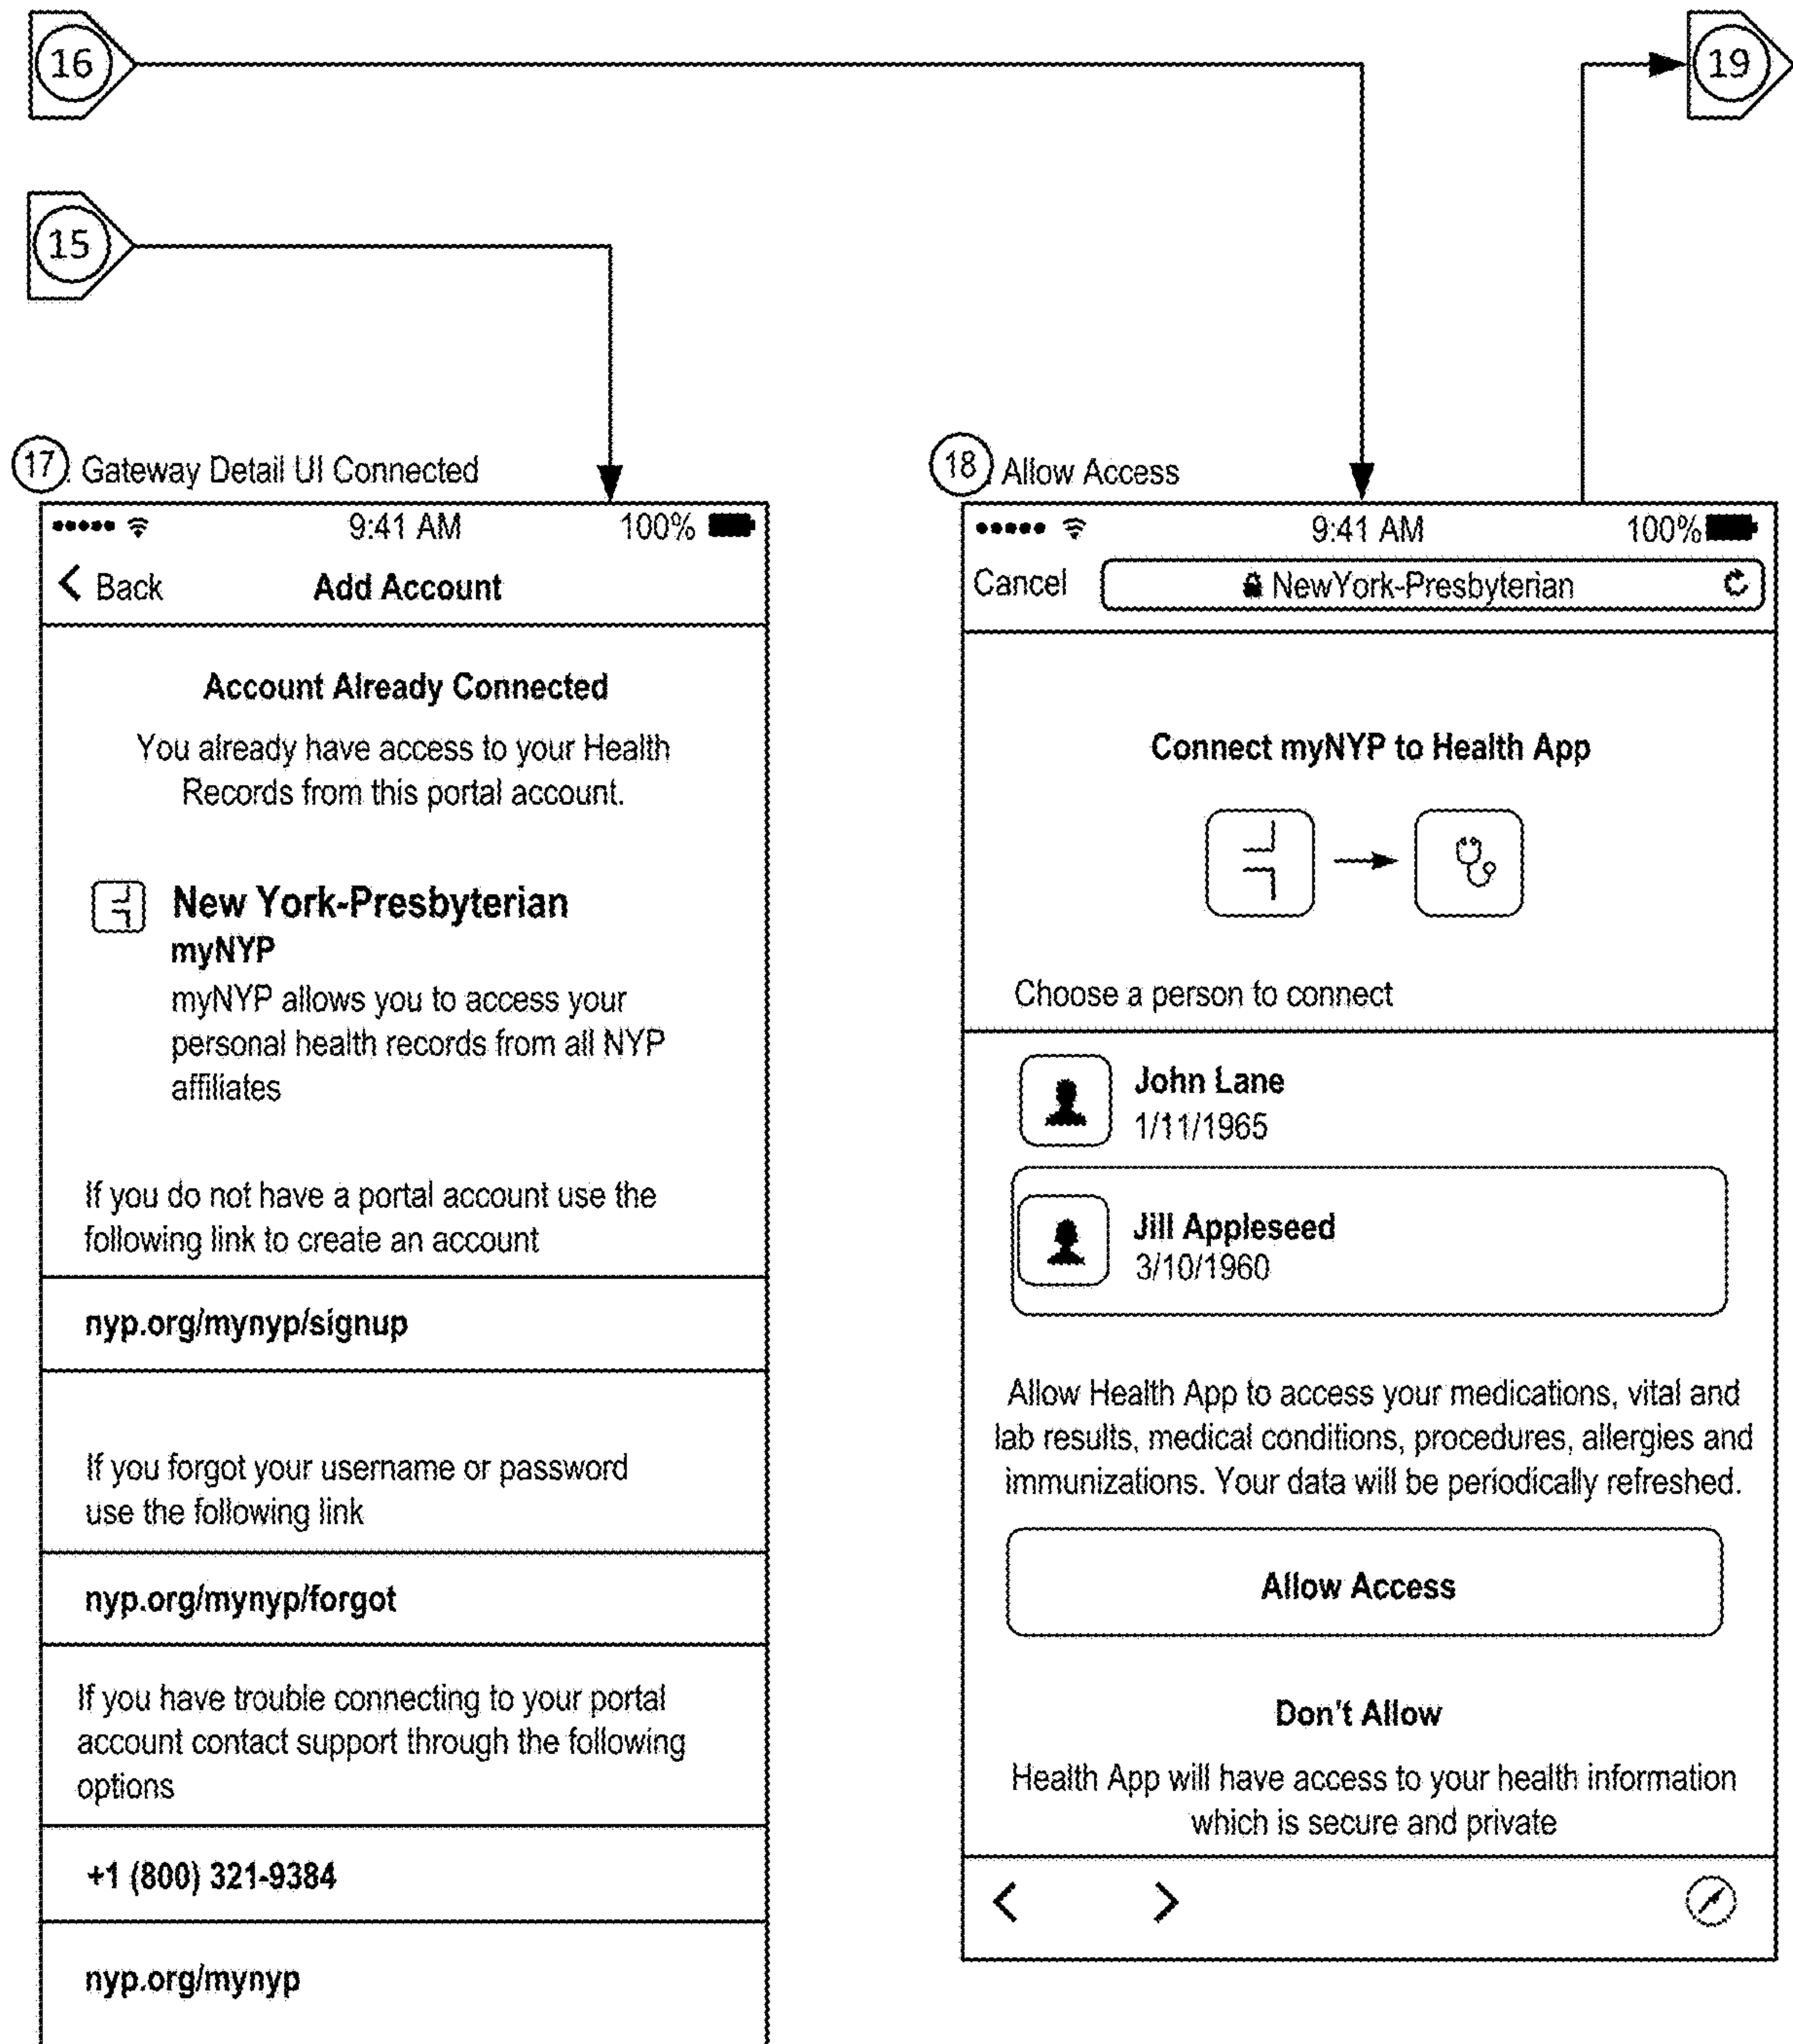 16
19
15
17. Gateway Detail UI Connected
9:41 AM
100%
Back
Add Account
Account Already Connected
You already have access to your Health
Records from this portal account.
New York-Presbyterian
myNYP
myNYP allows you to access your
personal health records from all NYP
affiliates
If you do not have a portal account use the
following link to create an account
nyp.org/mynyp/signup
If you forgot your username or password
use the following link
nyp.org/mynyp/forgot
If you have trouble connecting to your portal
account contact support through the following
options
+1 (800) 321-9384
nyp.org/mynyp
18 Allow Access
9:41 AM
100%
Cancel
NewYork-Presbyterian
Connect myNYP to Health App
Choose a person to connect
John Lane
1/11/1965
Jill Appleseed
3/10/1960
Allow Health App to access your medications, vital and
lab results, medical conditions, procedures, allergies and
immunizations. Your data will be periodically refreshed.
Allow Access
Don't Allow
Health App will have access to your health information
which is secure and private